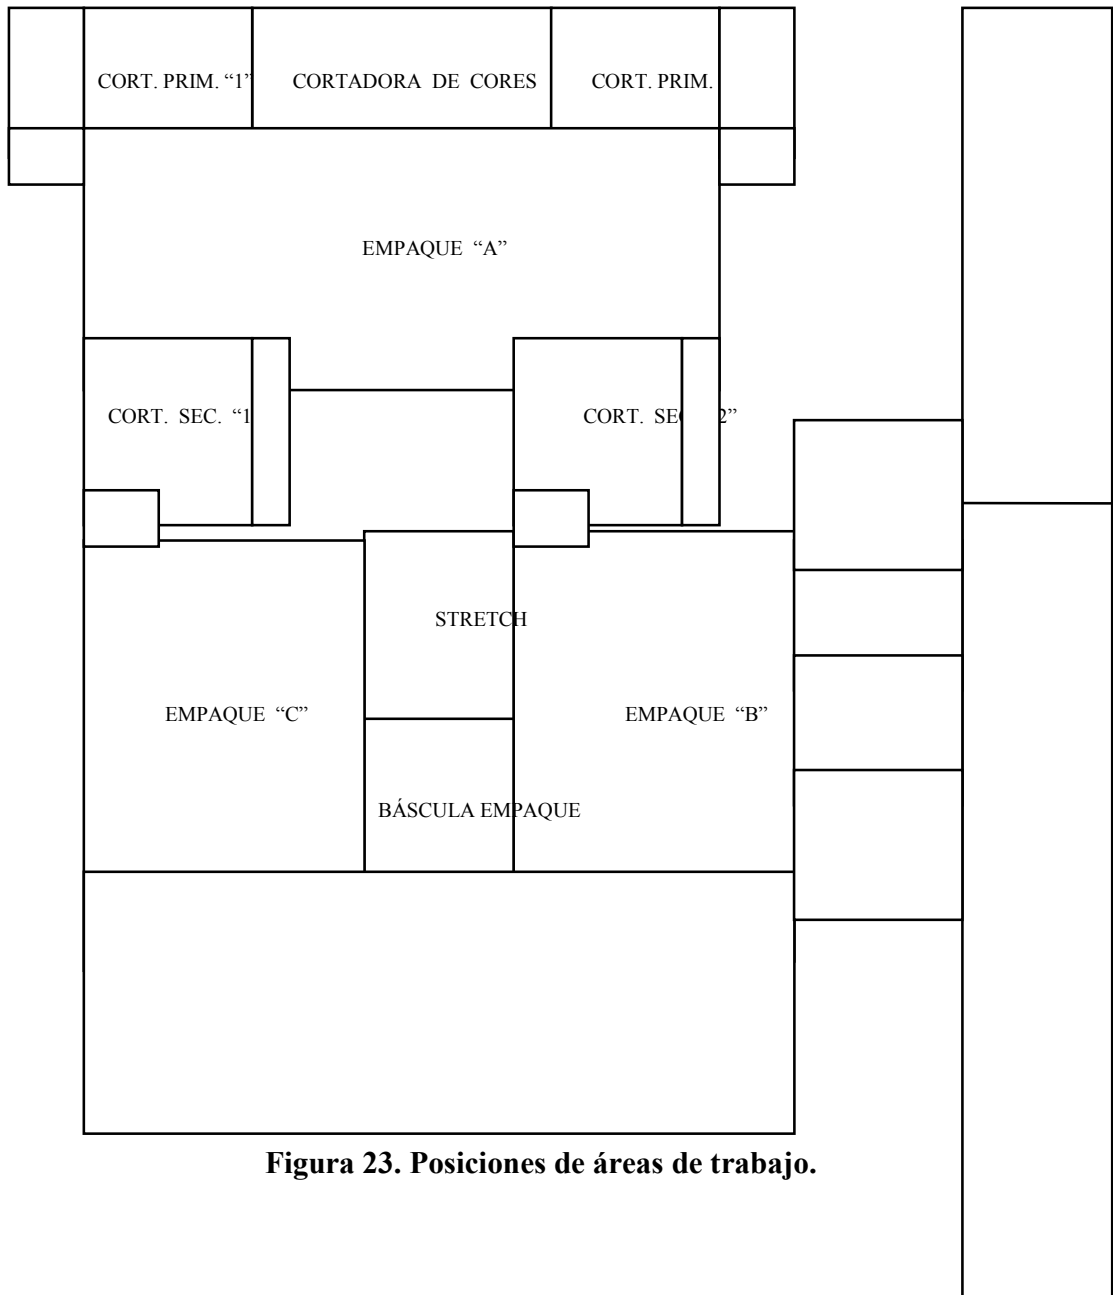 CORT. PRIM. “1”
CORTADORA DE CORES
CORT. PRIM.
EMPAQUE “A”
CORT. SEC. “1
CORT. SEC. 2”
STRETCH
EMPAQUE “C”
EMPAQUE “B”
BÁSCULA EMPAQUE
Figura 23. Posiciones de áreas de trabajo.